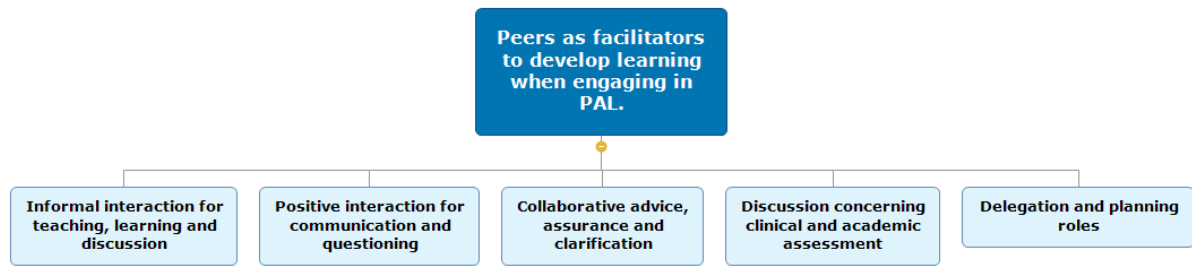 Peers as facilitators
to develop learning
when engaging in
PAL.
Informal interaction for
teaching, learning and
discussion
Positive interaction for
communication and
questioning
Collaborative advice,
assurance and
clarification
Discussion concerning
clinical and academic
assessment
Delegation and planning
roles